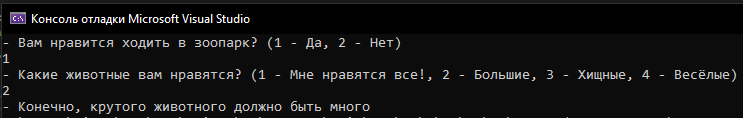 Консоль отладки Microsoft Visual Studio
- Вам нравится ходить в зоопарк? (1 - Да, 2 - Нет)
1
- Какие животные вам нравятся? (1 - Мне нравятся все!, 2 - Большие, 3 - Хищные, 4 - Весёлые)
2
- Конечно, крутого животного должно быть много